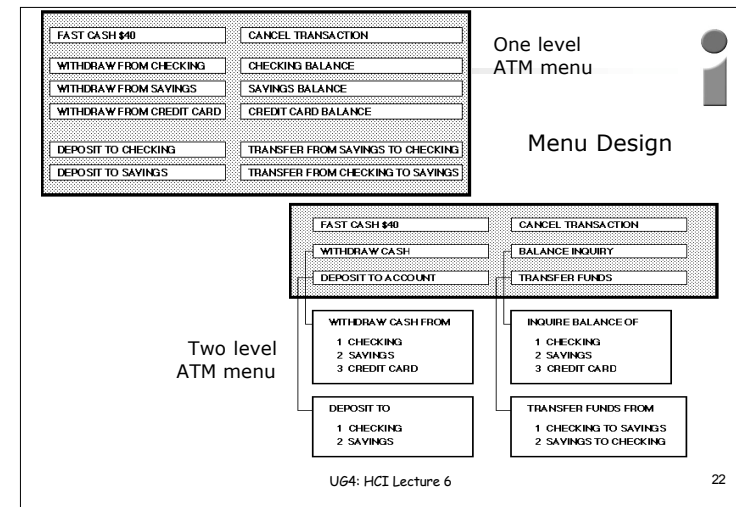 FAST CASH $40
CANCEL TRANSACTION
WITHDRAW FROM CHECKING
CHECKING BALANCE
WITHDRAW FROM SAVINGS
SAVINGS BALANCE
WITHDRAW FROM CREDIT CARD
CREDIT CARD BALANCE
DEPOSIT TO CHECKING
TRANSFER FROM SAVINGS TO CHECKING
DEPOSIT TO SAVINGS
TRANSFER FROM CHECKING TO SAVINGS
One level
ATM menu
Menu Design
FAST CASH $40
CANCEL TRANSACTION
WITHDRAW CASH
BALANCE INQUIRY
DEPOSIT TO ACCOUNT
TRANSFER FUNDS
Two level
ATM menu
WITHDRAW CASH FROM
1 CHECKING
2 SAVINGS
3 CREDIT CARD
INQUIRE BALANCE OF
1 CHECKING
2 SAVINGS
3 CREDIT CARD
DEPOSIT TO
1 CHECKING
2 SAVINGS
TRANSFER FUNDS FROM
1 CHECKING TO SAVINGS
2 SAVINGS TO CHECKING
UG4: HCI Lecture 6
22